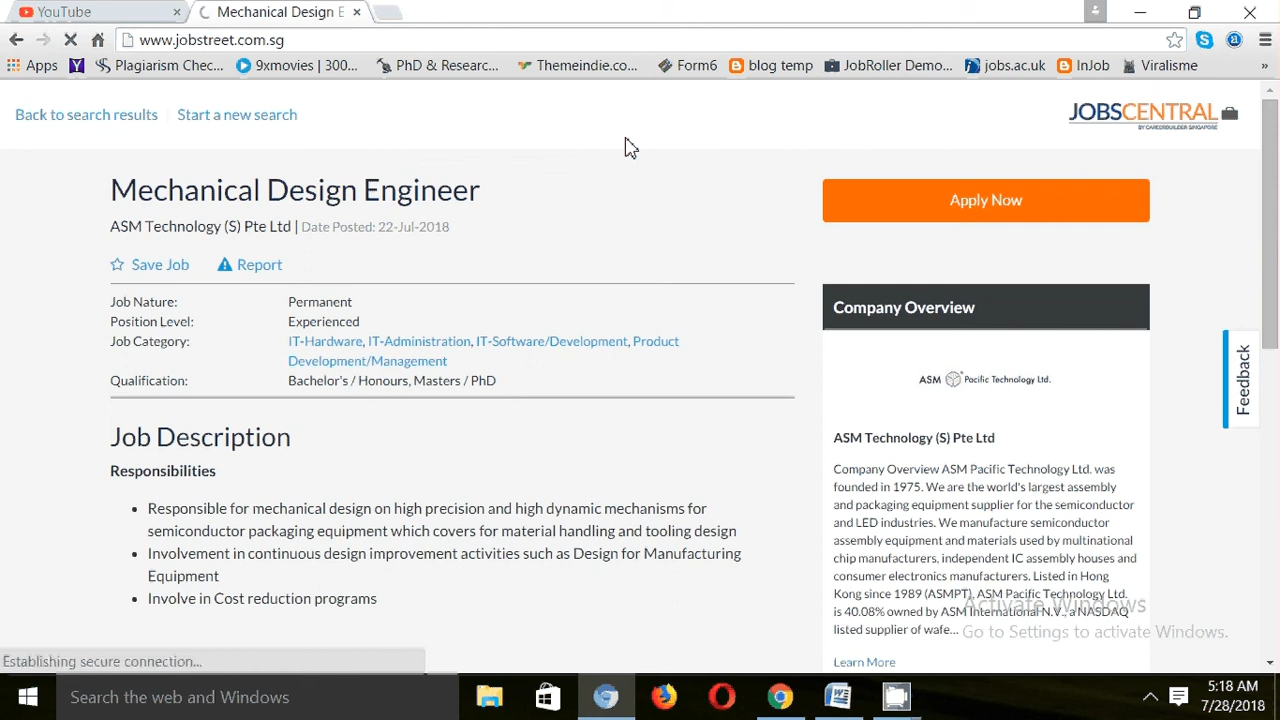 YouTube
Mechanical Design E
www.jobstreet.com.sg
Apps
Plagiarism Chec...
9xmovies | 300...
PhD & Researc...
Themeindie.co...
Form6
blog temp
JobRoller Demo...
jobs.ac.uk
InJob
Viralisme
»
Back to search results
Start a new search
JOBSCENTRAL
BY CAREERBUILDER SINGAPORE
Mechanical Design Engineer
Apply Now
ASM Technology (S) Pte Ltd | Date Posted: 22-Jul-2018
Save Job
Report
Job Nature: Permanent
Position Level: Experienced
Job Category: IT-Hardware, IT-Administration, IT-Software/Development, Product
Development/Management
Qualification: Bachelor's / Honours, Masters / PhD
Job Description
Responsibilities
• Responsible for mechanical design on high precision and high dynamic mechanisms for
semiconductor packaging equipment which covers for material handling and tooling design
• Involvement in continuous design improvement activities such as Design for Manufacturing
Equipment
• Involve in Cost reduction programs
Company Overview
ASM Pacific Technology Ltd.
ASM Technology (S) Pte Ltd
Company Overview ASM Pacific Technology Ltd. was
founded in 1975. We are the world's largest assembly
and packaging equipment supplier for the semiconductor
and LED industries. We manufacture semiconductor
assembly equipment and materials used by multinational
chip manufacturers, independent IC assembly houses and
consumer electronics manufacturers. Listed in Hong
Kong since 1989 (ASMPT), ASM Pacific Technology Ltd.
is 40.08% owned by ASM International N.V., a NASDAQ
listed supplier of wafe...
Learn More
Feedback
Activate Windows
Go to Settings to activate Windows.
Establishing secure connection...
Search the web and Windows
5:18 AM
7/28/2018